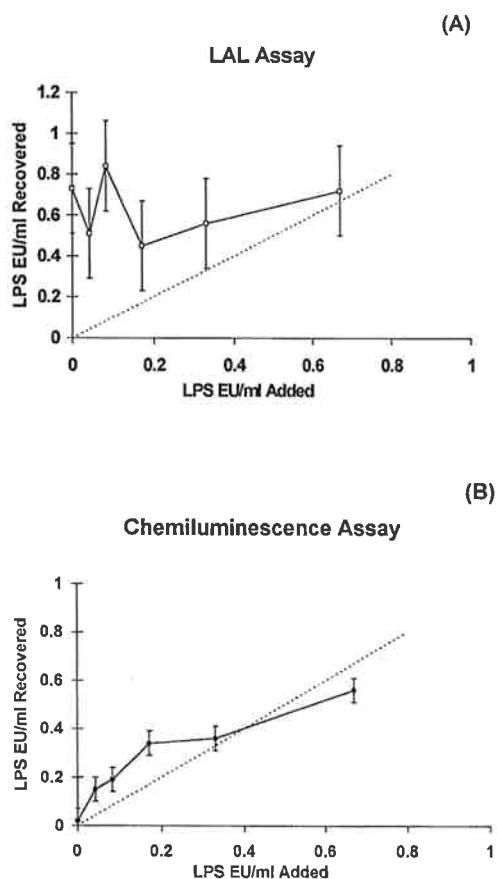 (A)
LAL Assay
LPS EU/ml Recovered
1.2
1
0.8
0.6
0.4
0.2
0
0 0.2 0.4 0.6 0.8 1
LPS EU/ml Added
(B)
Chemiluminescence Assay
LPS EU/ml Recovered
1
0.8
0.6
0.4
0.2
0
0 0.2 0.4 0.6 0.8 1
LPS EU/ml Added